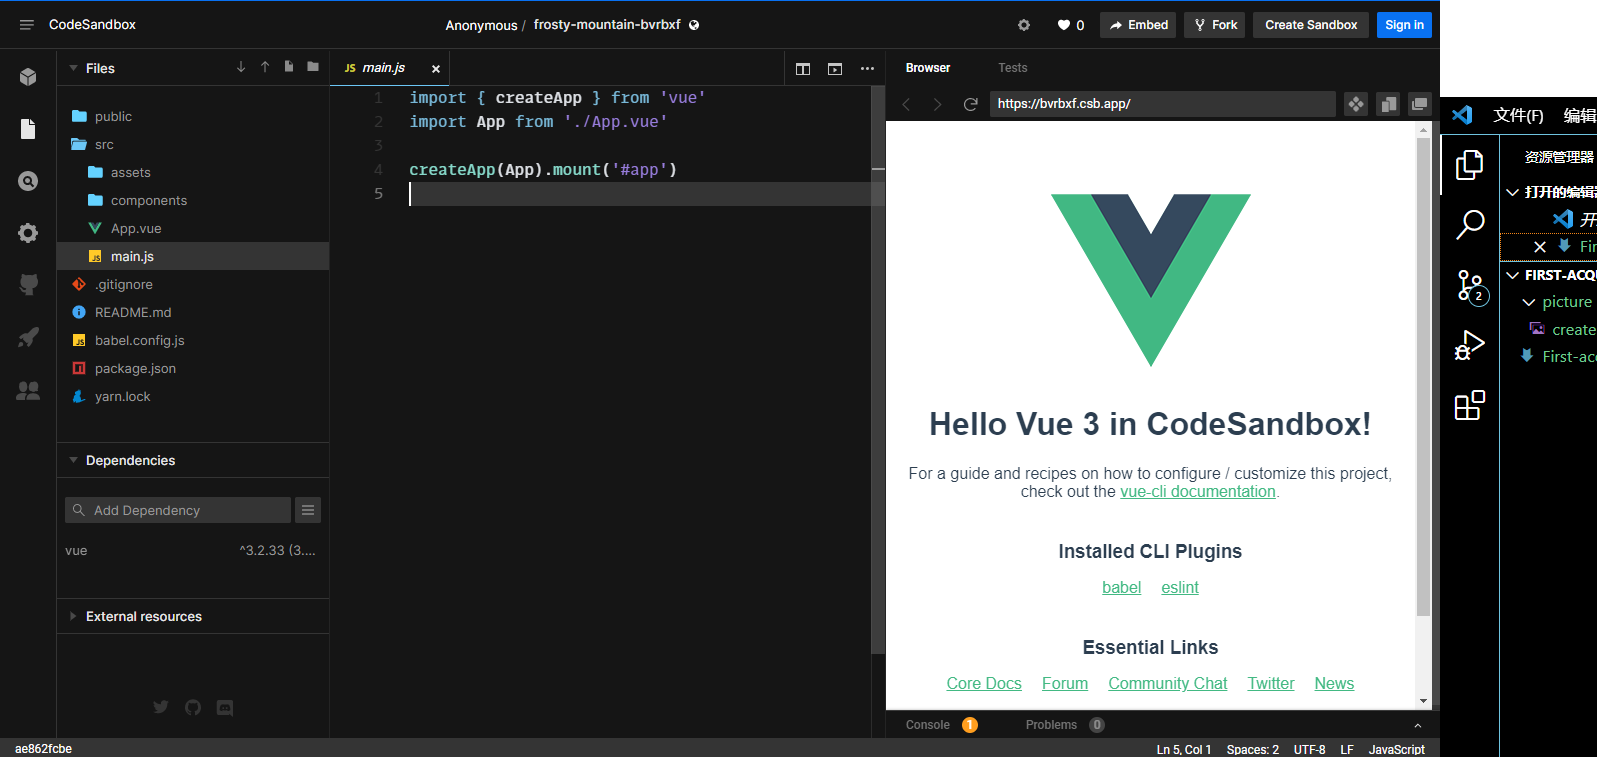 CodeSandbox
Anonymous / frosty-mountain-bvrbxf
0
Embed
Fork
Create Sandbox
Sign in
Files
public
src
assets
components
App.vue
main.js
.gitignore
README.md
babel.config.js
package.json
yarn.lock
Dependencies
Add Dependency
vue ^3.2.33 (3....
External resources
ae862fcbe
JS main.js
1 import { createApp } from 'vue'
2 import App from './App.vue'
3
4 createApp(App).mount('#app')
5
Browser Tests
https://bvrbxf.csb.app/
Hello Vue 3 in CodeSandbox!
For a guide and recipes on how to configure / customize this project,
check out the vue-cli documentation.
Installed CLI Plugins
babel eslint
Essential Links
Core Docs Forum Community Chat Twitter News
Console 1 Problems 0
Ln 5, Col 1 Spaces: 2 UTF-8 LF JavaScript
文件(F) 编辑
资源管理器
打开的编辑
开
Fir
FIRST-ACQ
picture
create
First-ac
2